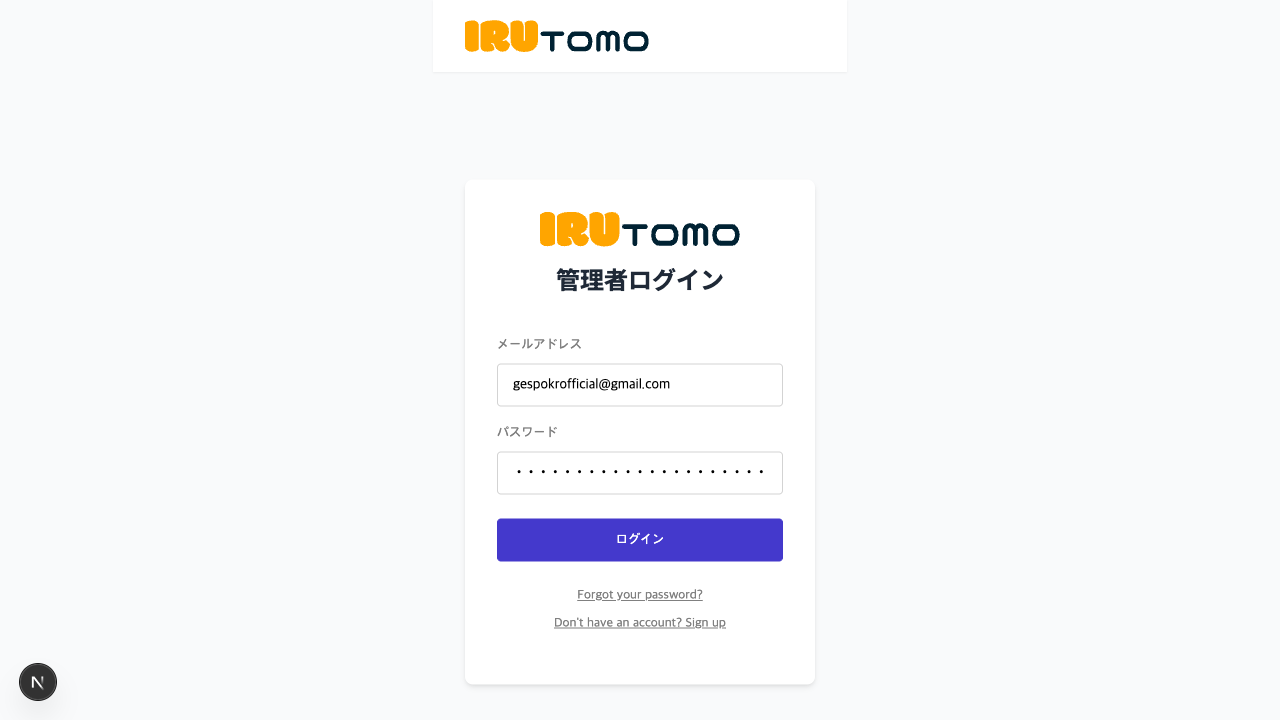 IRUTOMO
IRUTOMO
管理者ログイン
メールアドレス
gespokrofficial@gmail.com
パスワード
ログイン
Forgot your password?
Don't have an account? Sign up
N